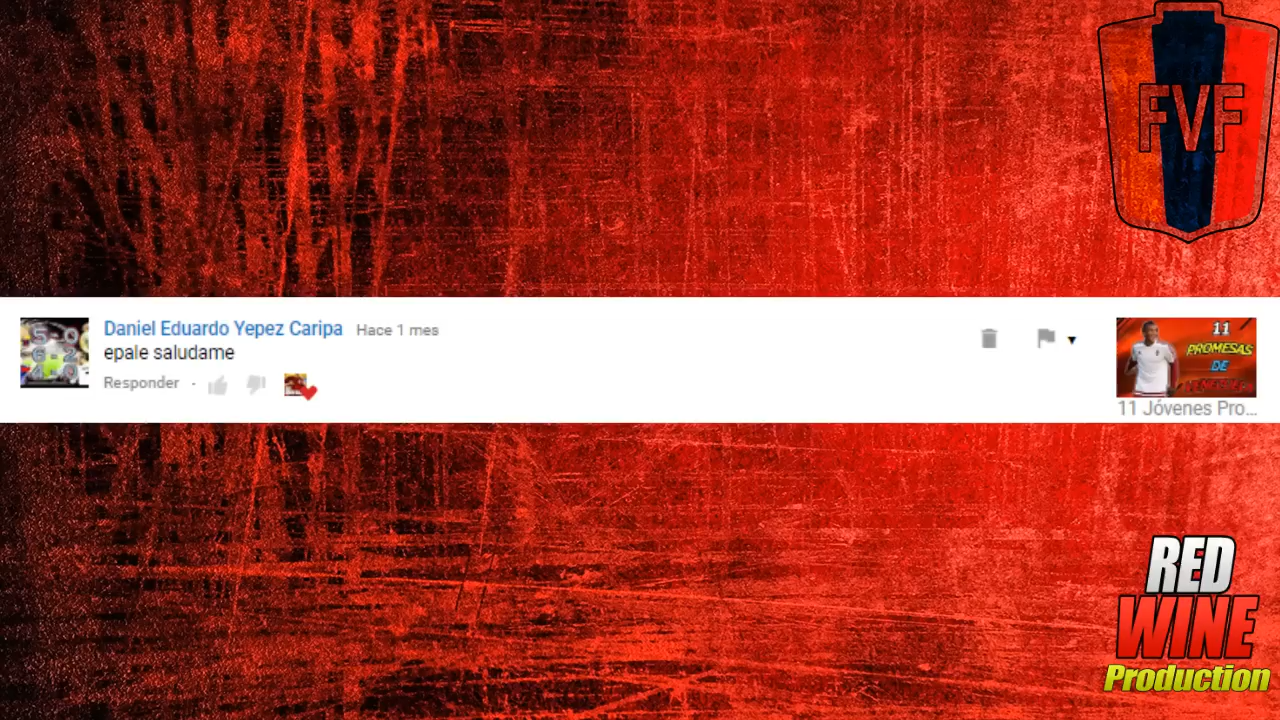 FVF
Daniel Eduardo Yepez Caripa Hace 1 mes
epale saludame
Responder ·
11
PROMESAS
DE
VENEZUELA
11 Jóvenes Pro...
RED
WINE
Production